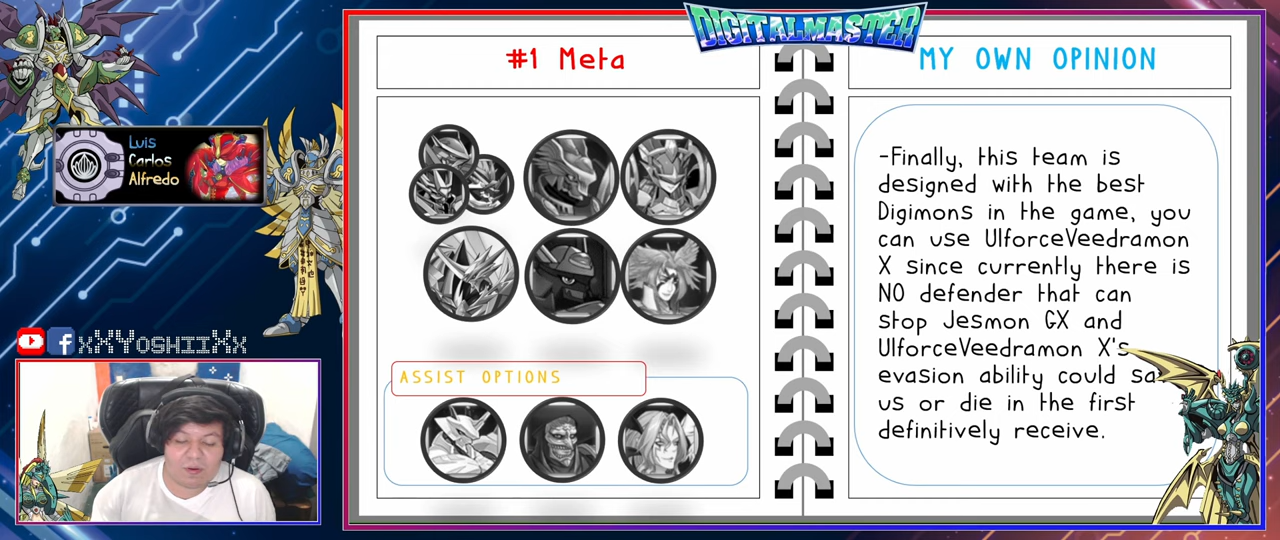 DIGITALMASTER
#1 Meta
MY OWN OPINION
Luis
Carlos
Alfredo
-Finally, this team is
designed with the best
Digimons in the game, you
can use UlforceVeedramon
X since currently there is
NO defender that can
stop Jesmon GX and
UlforceVeedramon X's
evasion ability could sa
us or die in the first
definitively receive.
xXYOSHIIXx
ASSIST OPTIONS